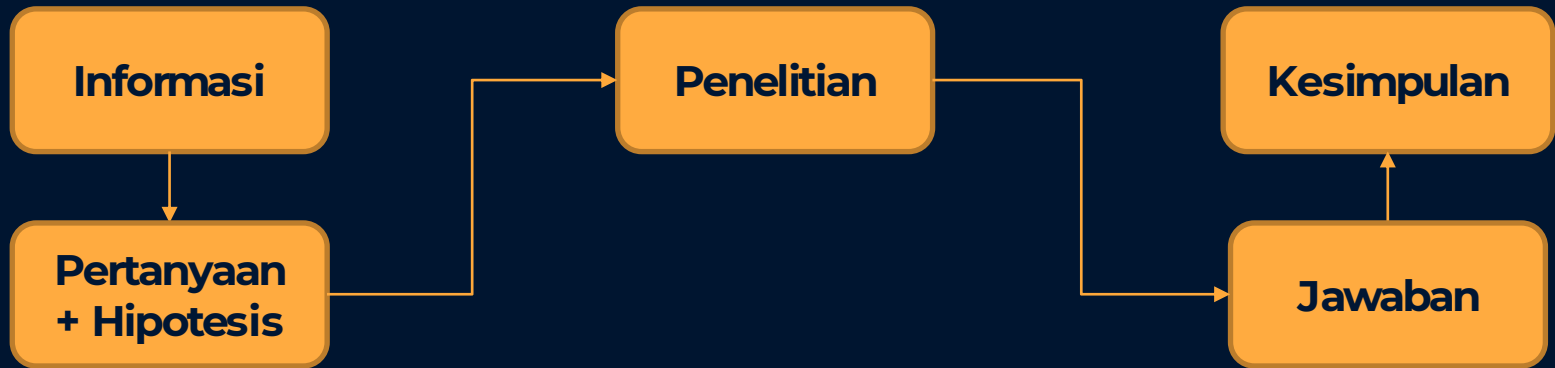 Informasi
Pertanyaan
+ Hipotesis
Penelitian
Jawaban
Kesimpulan